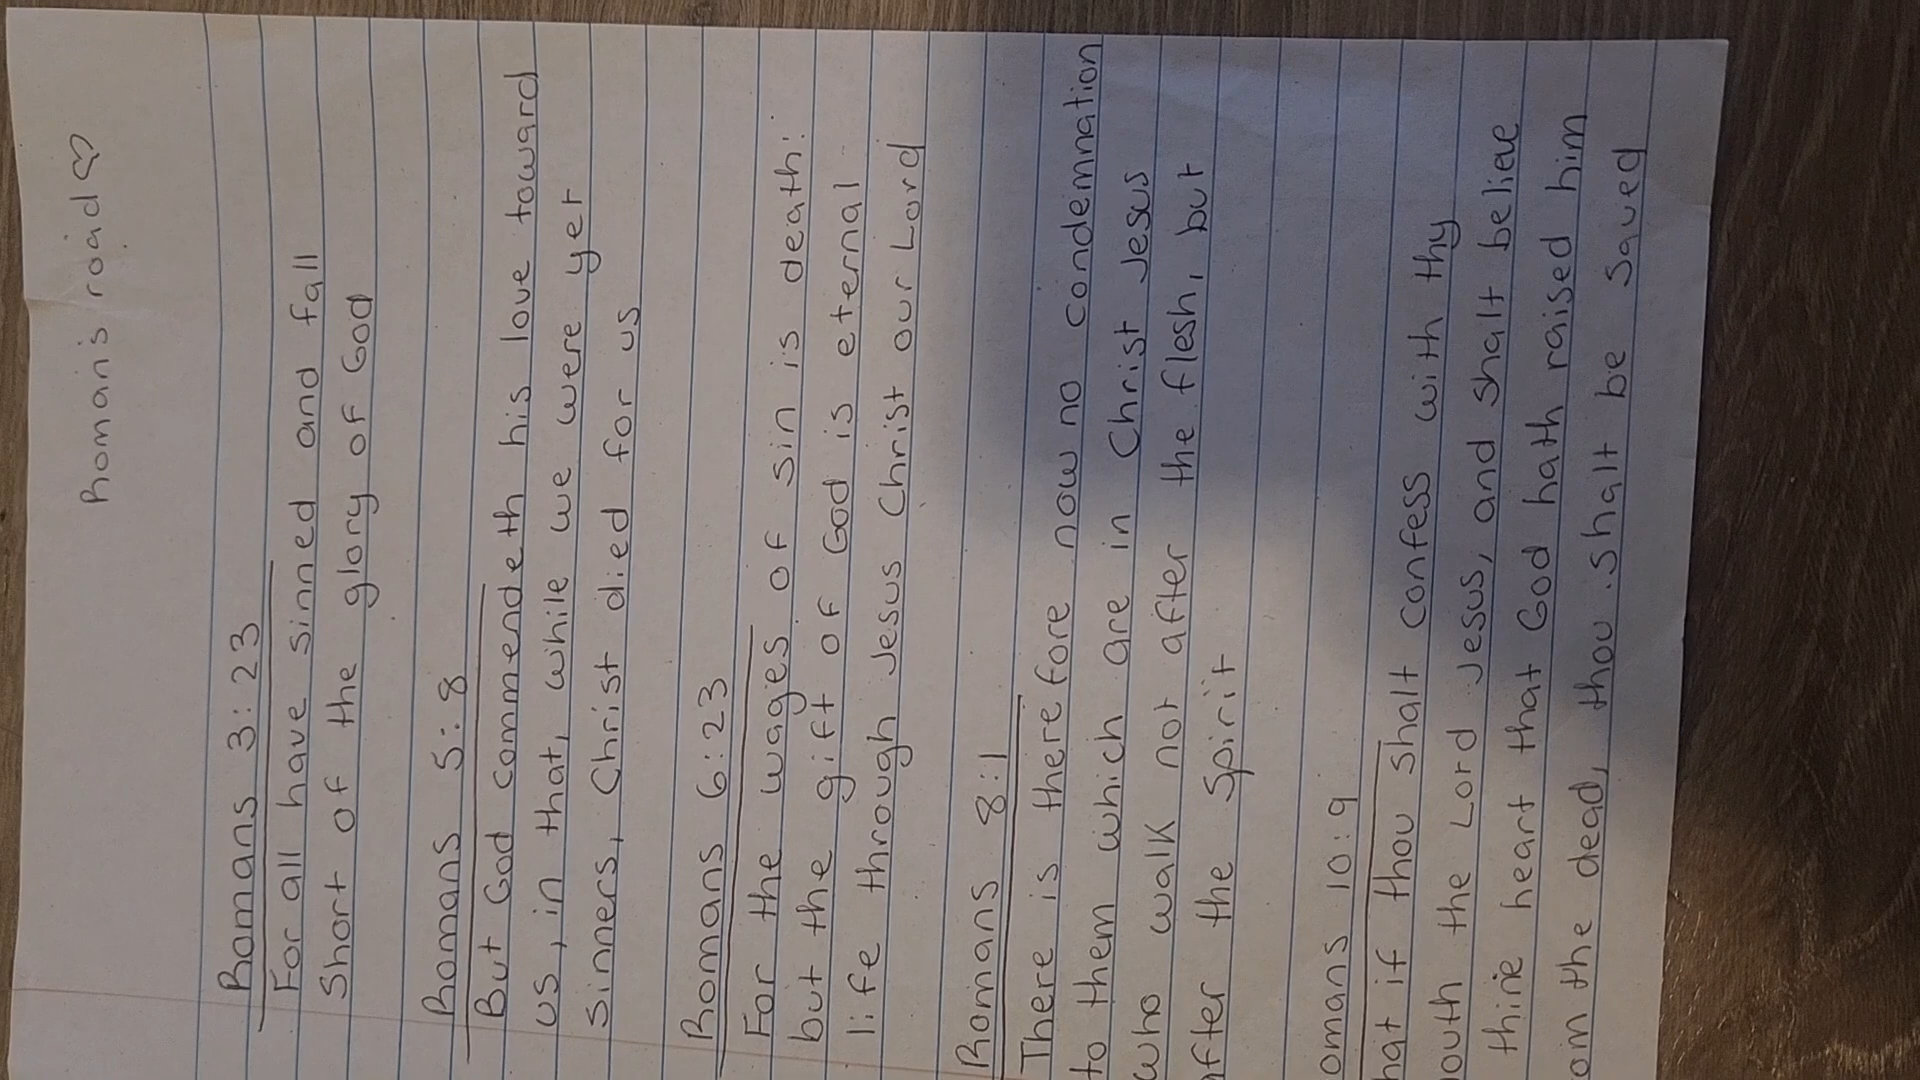 Roman's road ♡
Romans 3:23
For all have sinned and fall
short of the glory of God
Romans 5:8
But God commendeth his love toward
us, in that, while we were yet
sinners, Christ died for us
Romans 6:23
For the wages of sin is death:
but the gift of God is eternal
life through Jesus Christ our Lord
Romans 8:1
There is therefore now no condemnation
to them which are in Christ Jesus
who walk not after the flesh, but
fter the Spirit
omans 10:9
hat if thou shalt confess with thy
outh the Lord Jesus, and shalt believe
thine heart that God hath raised him
om the dead, thou shalt be saved